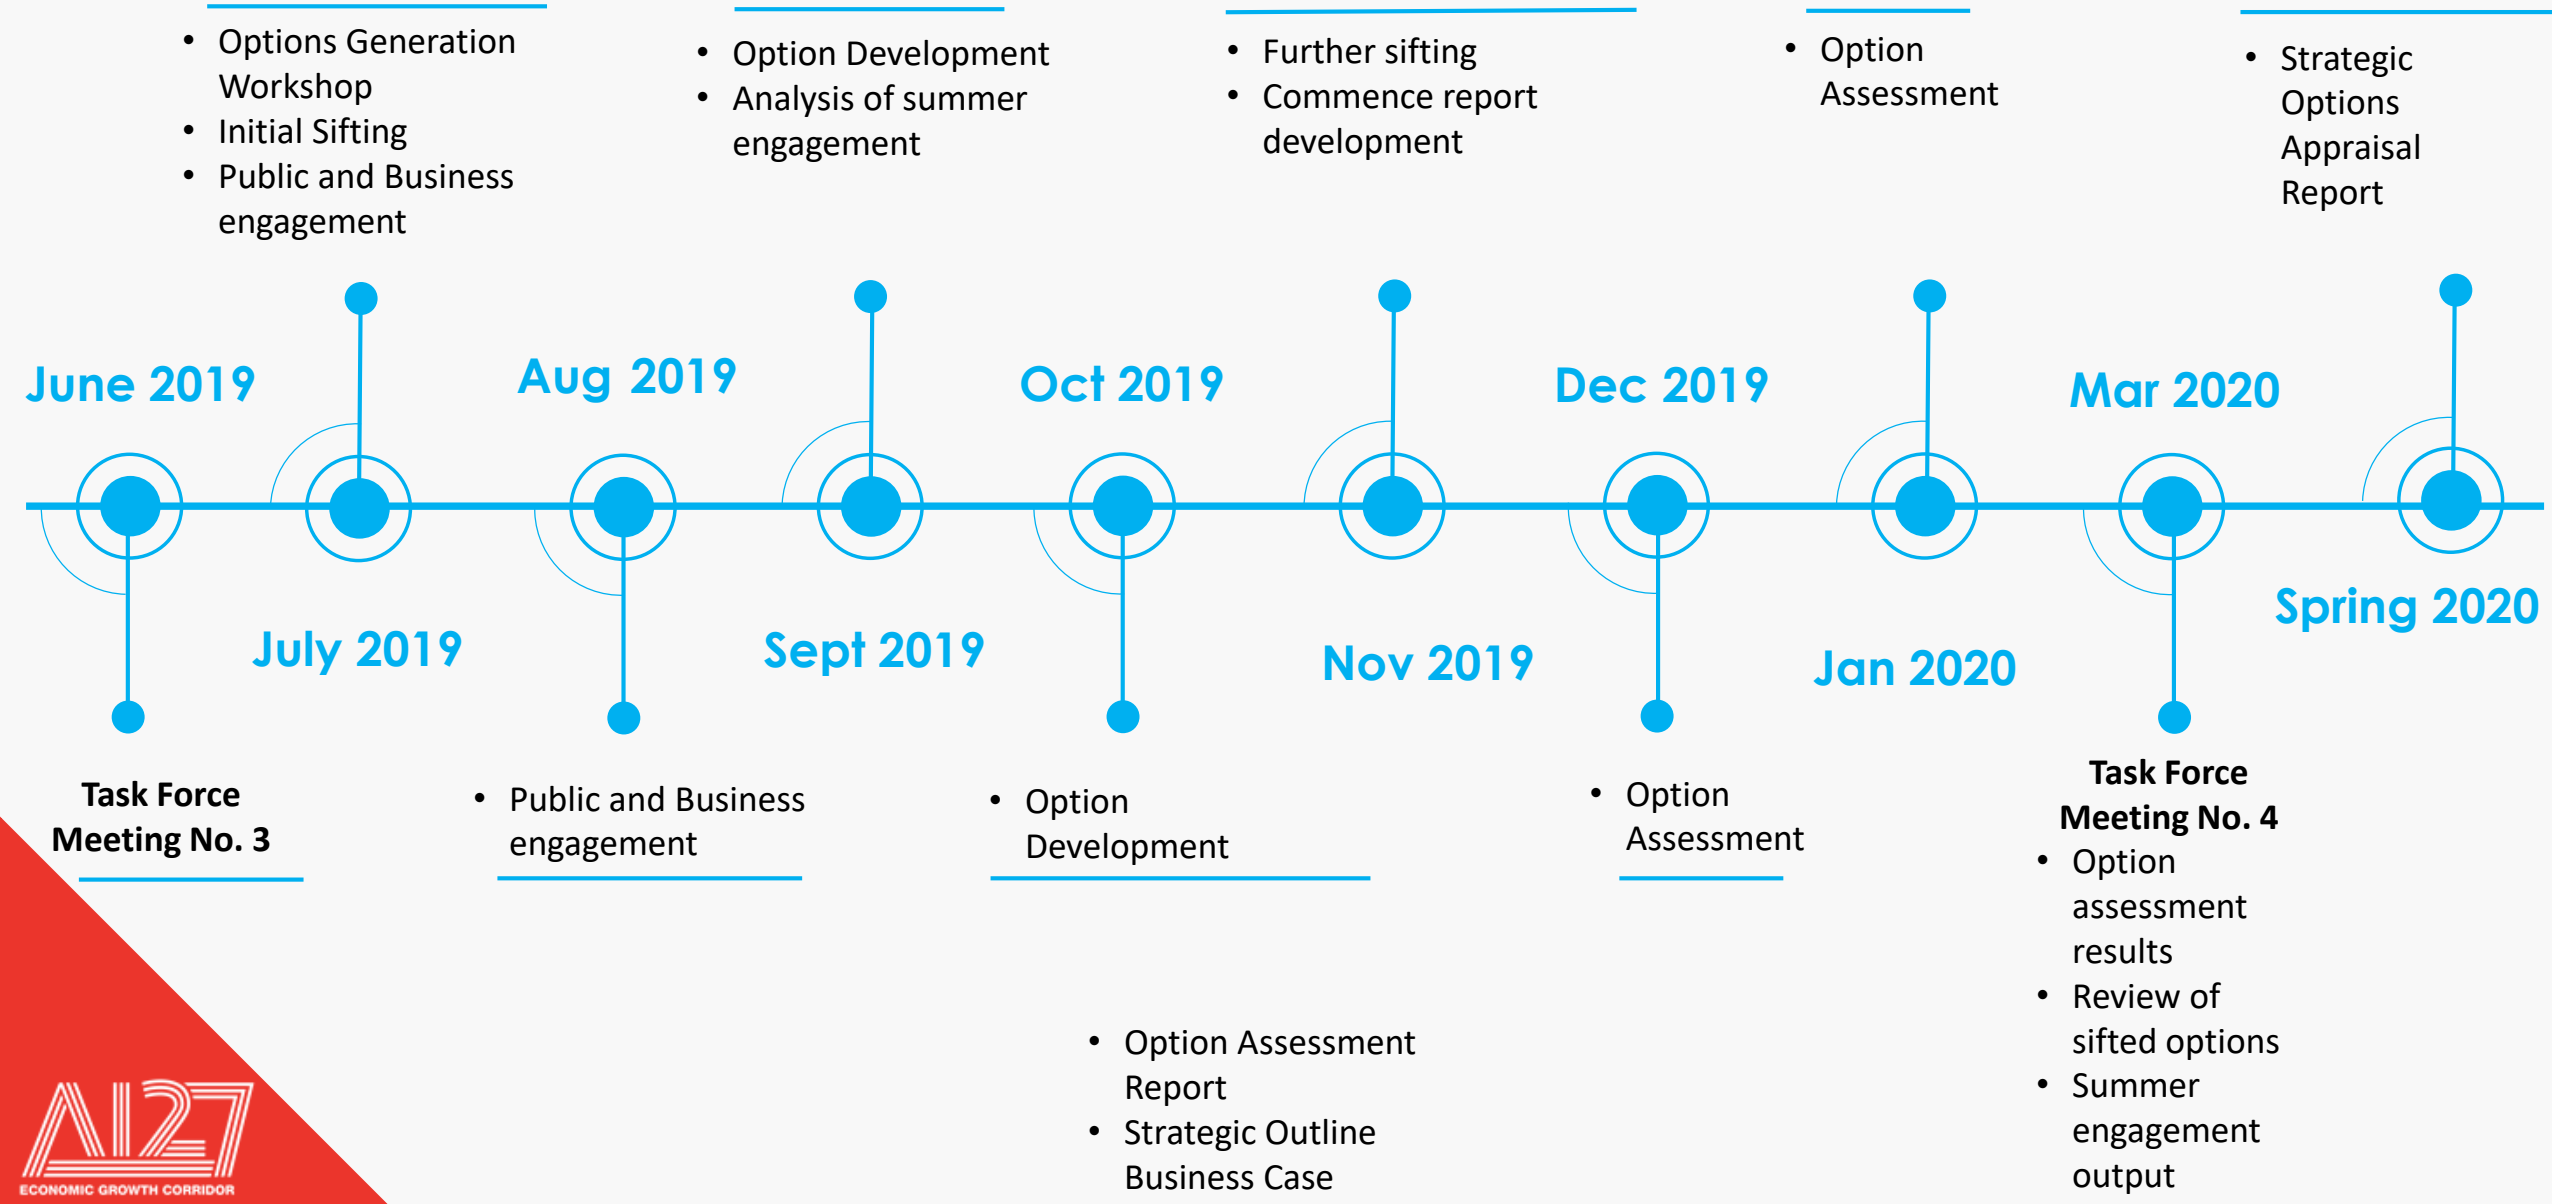 • Options Generation
Workshop
• Initial Sifting
• Public and Business
engagement
• Option Development
• Analysis of summer
engagement
• Further sifting
• Commence report
development
• Option
Assessment
• Strategic
Options
Appraisal
Report
June 2019
Aug 2019
Oct 2019
Dec 2019
Mar 2020
July 2019
Sept 2019
Nov 2019
Jan 2020
Spring 2020
Task Force
Meeting No. 3
• Public and Business
engagement
• Option
Development
• Option
Assessment
Task Force
Meeting No. 4
• Option
assessment
results
• Review of
sifted options
• Summer
engagement
output
• Option Assessment
Report
• Strategic Outline
Business Case
A127
ECONOMIC GROWTH CORRIDOR